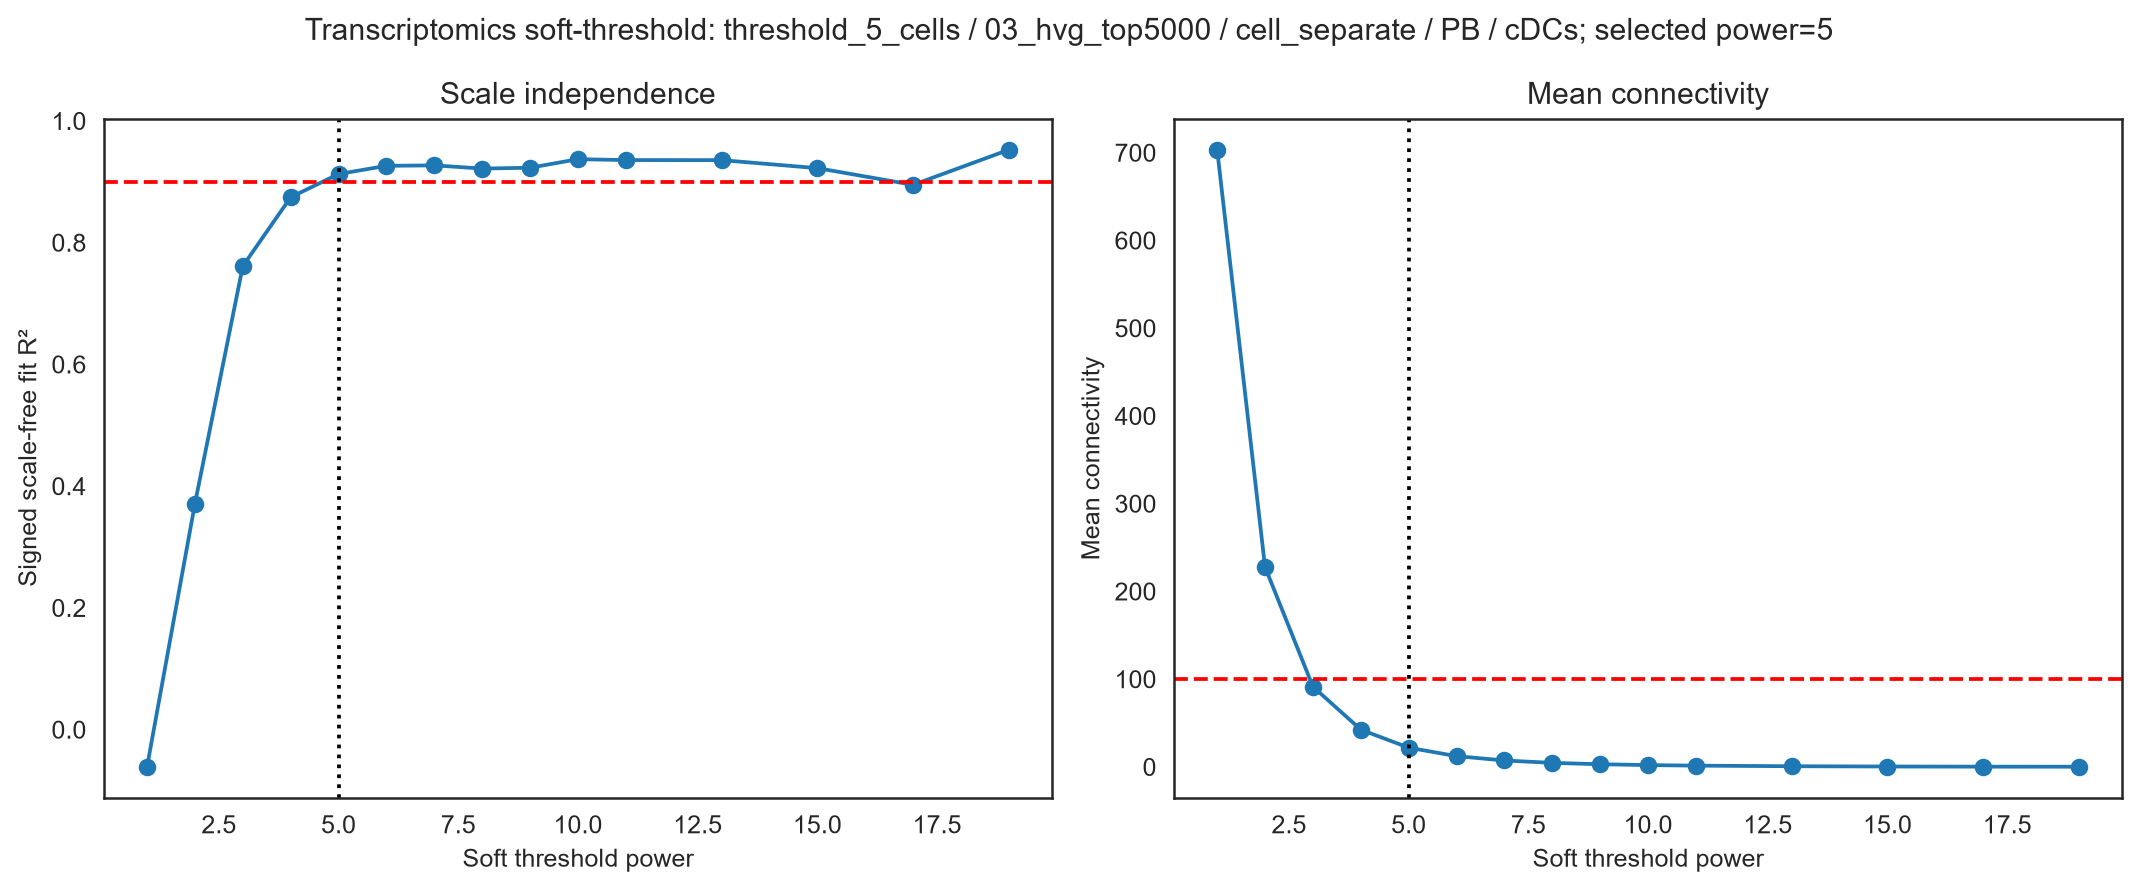 Transcriptomics soft-threshold: threshold_5_cells / 03_hvg_top5000 / cell_separate / PB / cDCs; selected power=5
Scale independence
1.0
0.8
0.6
0.4
0.2
0.0
Signed scale-free fit R²
2.5 5.0 7.5 10.0 12.5 15.0 17.5
Soft threshold power
Mean connectivity
700
600
500
400
300
200
100
0
Mean connectivity
2.5 5.0 7.5 10.0 12.5 15.0 17.5
Soft threshold power